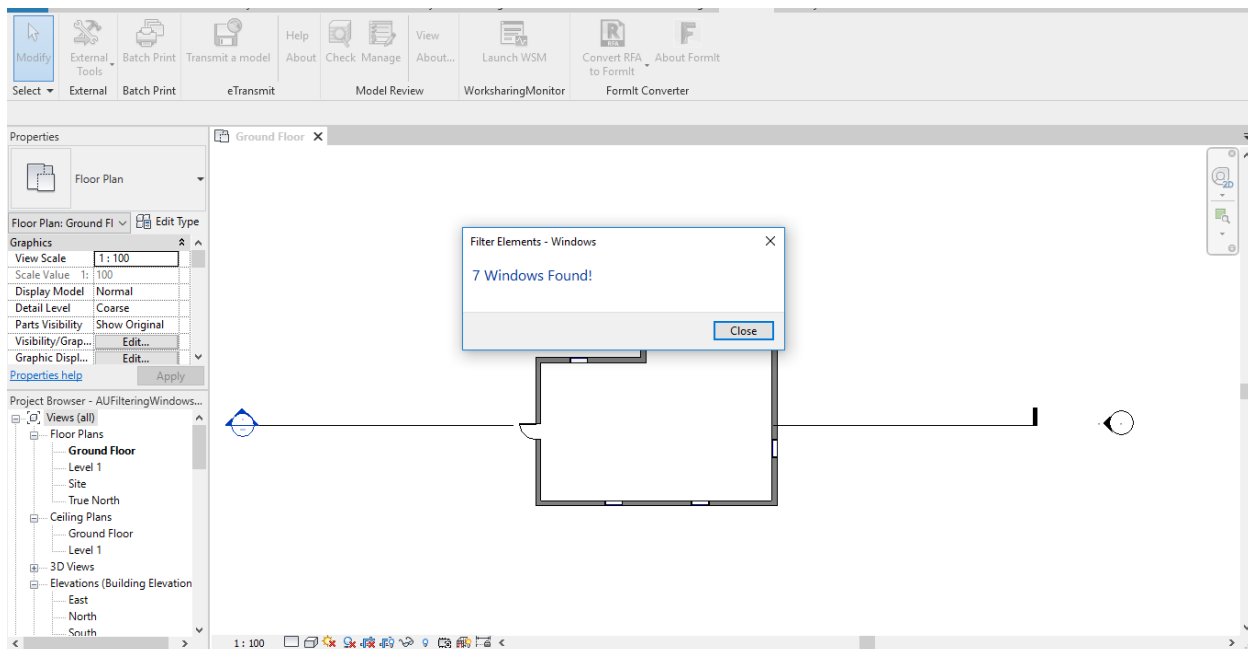 Modify
External
Tools
Batch Print
Transmit a model
Help
About
Check
Manage
View
About...
Launch WSM
Convert RFA
to FormIt
About FormIt
RFA
Select
External
Batch Print
eTransmit
Model Review
WorksharingMonitor
FormIt Converter
Properties
Ground Floor
Floor Plan
Floor Plan: Ground Fl
Edit Type
Graphics
View Scale
1 : 100
Scale Value 1:
100
Display Model
Normal
Detail Level
Coarse
Parts Visibility
Show Original
Visibility/Grap...
Edit...
Graphic Displ...
Edit...
Properties help
Apply
Project Browser - AUFilteringWindows...
Views (all)
Floor Plans
Ground Floor
Level 1
Site
True North
Ceiling Plans
Ground Floor
Level 1
3D Views
Elevations (Building Elevation
East
North
South
Filter Elements - Windows
7 Windows Found!
Close
2D
1 : 100